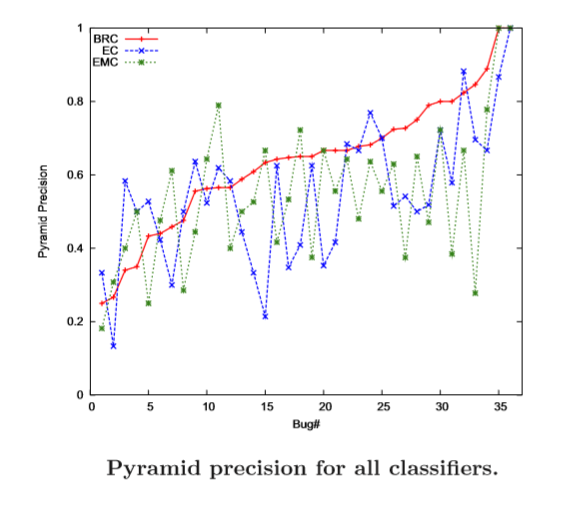 1
0.8
0.6
0.4
0.2
0
Pyramid Precision
BRC
EC
EMC
0 5 10 15 20 25 30 35
Bug#
Pyramid precision for all classifiers.